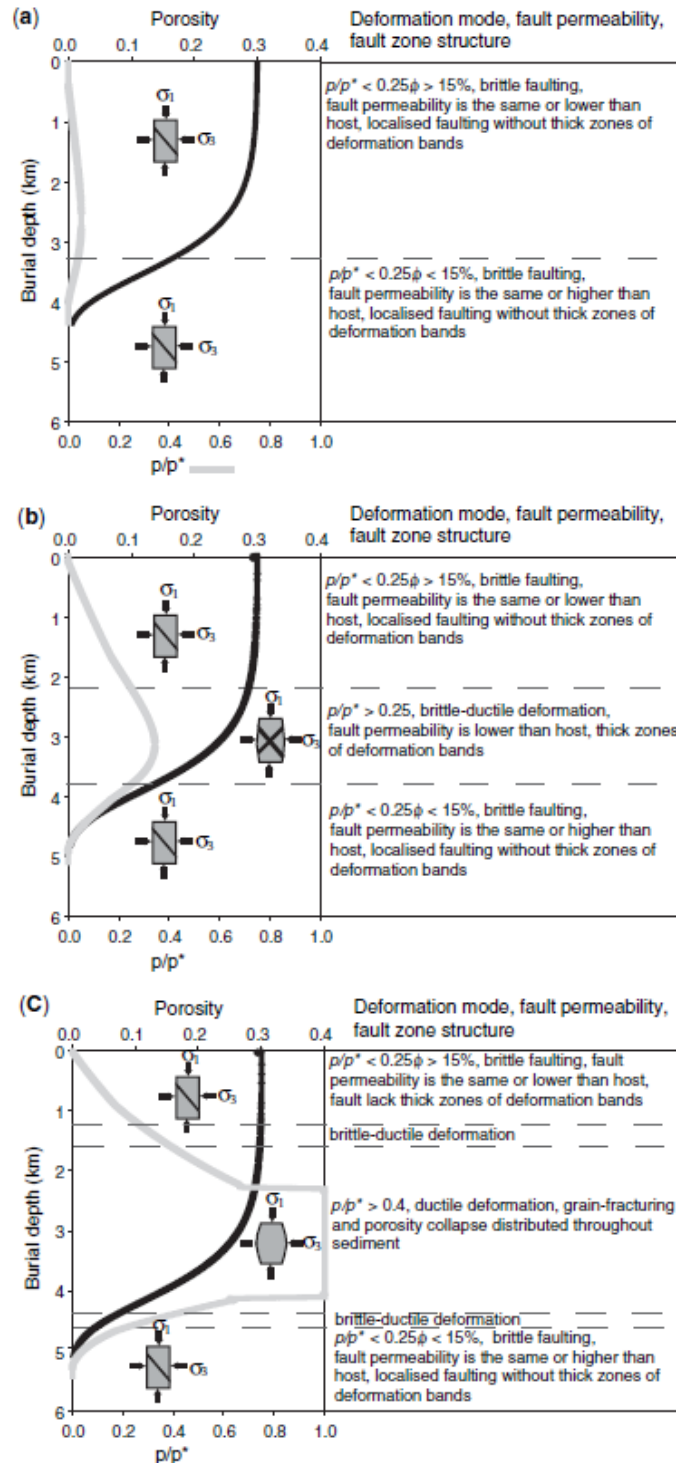 (a)
Porosity
Deformation mode, fault permeability,
fault zone structure
0.0 0.1 0.2 0.3 0.4
0
1
2
3
4
5
6
Burial depth (km)
σ1
σ3
σ1
σ3
p/p* < 0.25ϕ > 15%, brittle faulting,
fault permeability is the same or lower than
host, localised faulting without thick zones of
deformation bands
p/p* < 0.25ϕ < 15%, brittle faulting,
fault permeability is the same or higher than
host, localised faulting without thick zones of
deformation bands
0.0 0.2 0.4 0.6 0.8 1.0
p/p*
(b)
Porosity
Deformation mode, fault permeability,
fault zone structure
0.0 0.1 0.2 0.3 0.4
0
1
2
3
4
5
6
Burial depth (km)
σ1
σ3
σ1
σ3
σ1
σ3
p/p* < 0.25ϕ > 15%, brittle faulting,
fault permeability is the same or lower than
host, localised faulting without thick zones of
deformation bands
p/p* > 0.25, brittle-ductile deformation,
fault permeability is lower than host, thick zones
of deformation bands
p/p* < 0.25ϕ < 15%, brittle faulting,
fault permeability is the same or higher than
host, localised faulting without thick zones of
deformation bands
0.0 0.2 0.4 0.6 0.8 1.0
p/p*
(C)
Porosity
Deformation mode, fault permeability,
fault zone structure
0.0 0.1 0.2 0.3 0.4
0
1
2
3
4
5
6
Burial depth (km)
σ1
σ3
σ1
σ3
σ1
σ3
p/p* < 0.25ϕ > 15%, brittle faulting, fault
permeability is the same or lower than host,
fault lack thick zones of deformation bands
brittle-ductile deformation
p/p* > 0.4, ductile deformation, grain-fracturing
and porosity collapse distributed throughout
sediment
brittle-ductile deformation
p/p* < 0.25ϕ < 15%, brittle faulting,
fault permeability is the same or higher than
host, localised faulting without thick zones of
deformation bands
0.0 0.2 0.4 0.6 0.8 1.0
p/p*